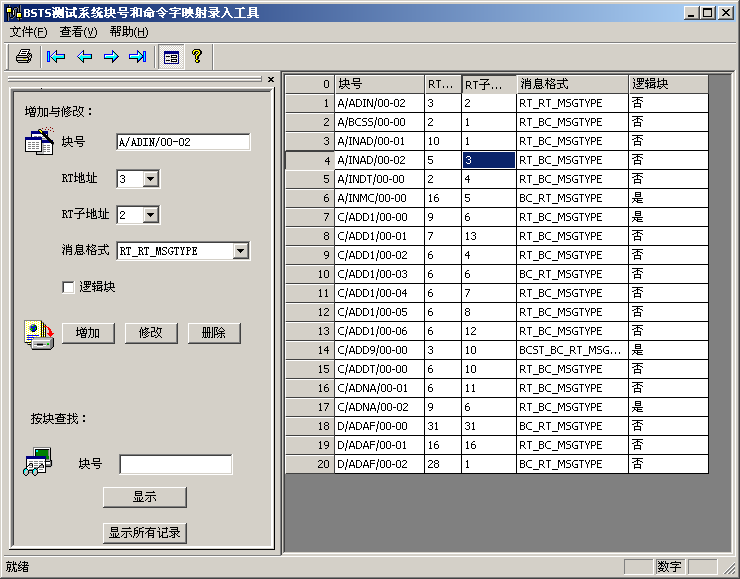 BSTS测试系统块号和命令字映射录入工具
文件(F) 查看(V) 帮助(H)
增加与修改：
块号 A/ADIN/00-02
RT地址 3
RT子地址 2
消息格式 RT_RT_MSGTYPE
逻辑块
增加 修改 删除
按块查找：
块号
显示
显示所有记录
0 块号 RT... RT子... 消息格式 逻辑块
1 A/ADIN/00-02 3 2 RT_RT_MSGTYPE 否
2 A/BCSS/00-00 2 1 RT_BC_MSGTYPE 否
3 A/INAD/00-01 10 1 RT_BC_MSGTYPE 否
4 A/INAD/00-02 5 3 RT_BC_MSGTYPE 否
5 A/INDT/00-00 2 4 RT_BC_MSGTYPE 否
6 A/INMC/00-00 16 5 BC_RT_MSGTYPE 是
7 C/ADD1/00-00 9 6 RT_BC_MSGTYPE 是
8 C/ADD1/00-01 7 13 RT_BC_MSGTYPE 否
9 C/ADD1/00-02 6 4 RT_BC_MSGTYPE 否
10 C/ADD1/00-03 6 6 BC_RT_MSGTYPE 否
11 C/ADD1/00-04 6 7 RT_BC_MSGTYPE 否
12 C/ADD1/00-05 6 8 RT_BC_MSGTYPE 否
13 C/ADD1/00-06 6 12 RT_BC_MSGTYPE 否
14 C/ADD9/00-00 3 10 BCST_BC_RT_MSG... 是
15 C/ADDT/00-00 6 10 RT_BC_MSGTYPE 否
16 C/ADNA/00-01 6 11 RT_BC_MSGTYPE 否
17 C/ADNA/00-02 9 6 RT_BC_MSGTYPE 是
18 D/ADAF/00-00 31 31 BC_RT_MSGTYPE 否
19 D/ADAF/00-01 16 16 RT_BC_MSGTYPE 否
20 D/ADAF/00-02 28 1 BC_RT_MSGTYPE 否
就绪 数字